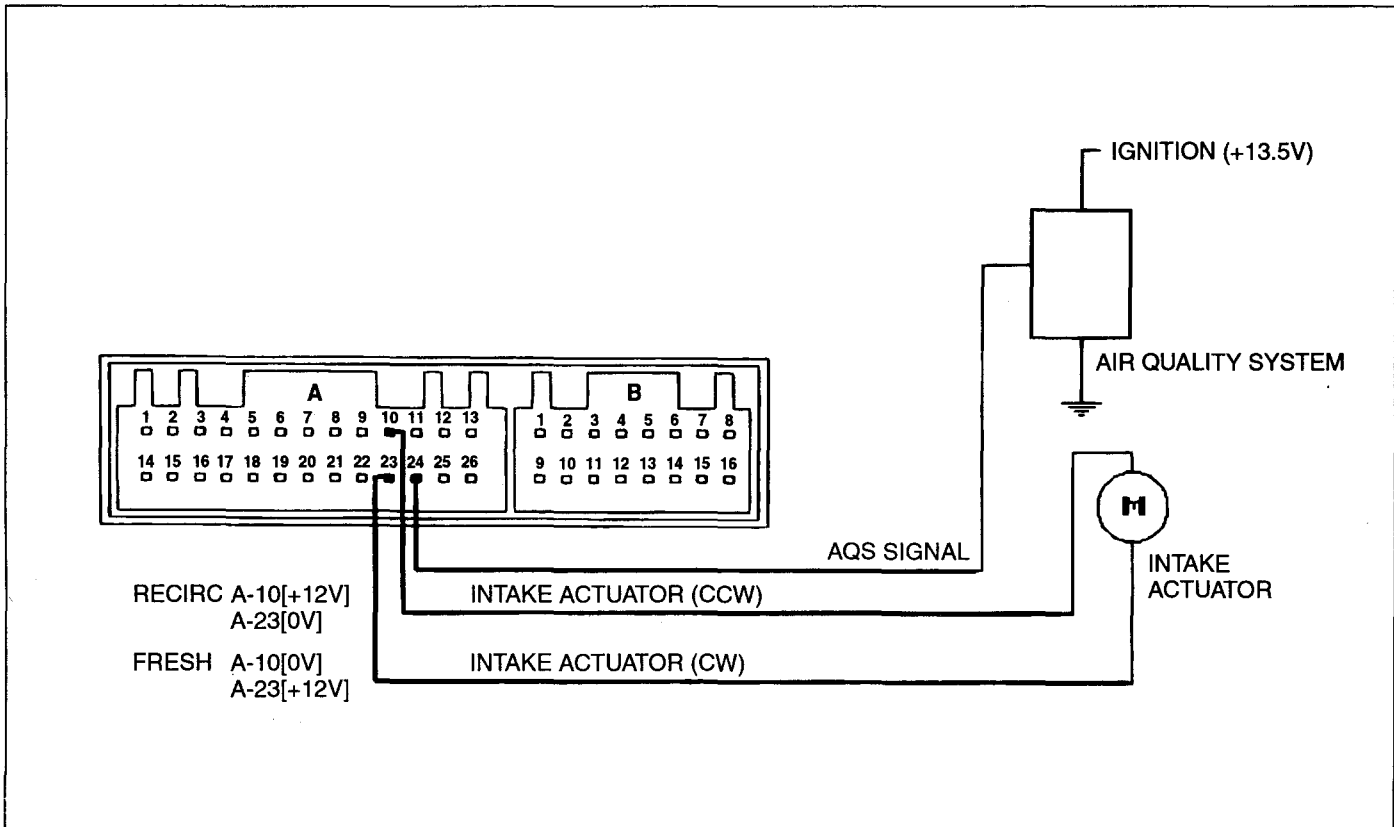 IGNITION (+13.5V)
AIR QUALITY SYSTEM
A
B
1 2 3 4 5 6 7 8 9 10 11 12 13
1 2 3 4 5 6 7 8
14 15 16 17 18 19 20 21 22 23 24 25 26
9 10 11 12 13 14 15 16
M
INTAKE
ACTUATOR
AQS SIGNAL
RECIRC A-10[+12V]
A-23[0V]
INTAKE ACTUATOR (CCW)
FRESH A-10[0V]
A-23[+12V]
INTAKE ACTUATOR (CW)